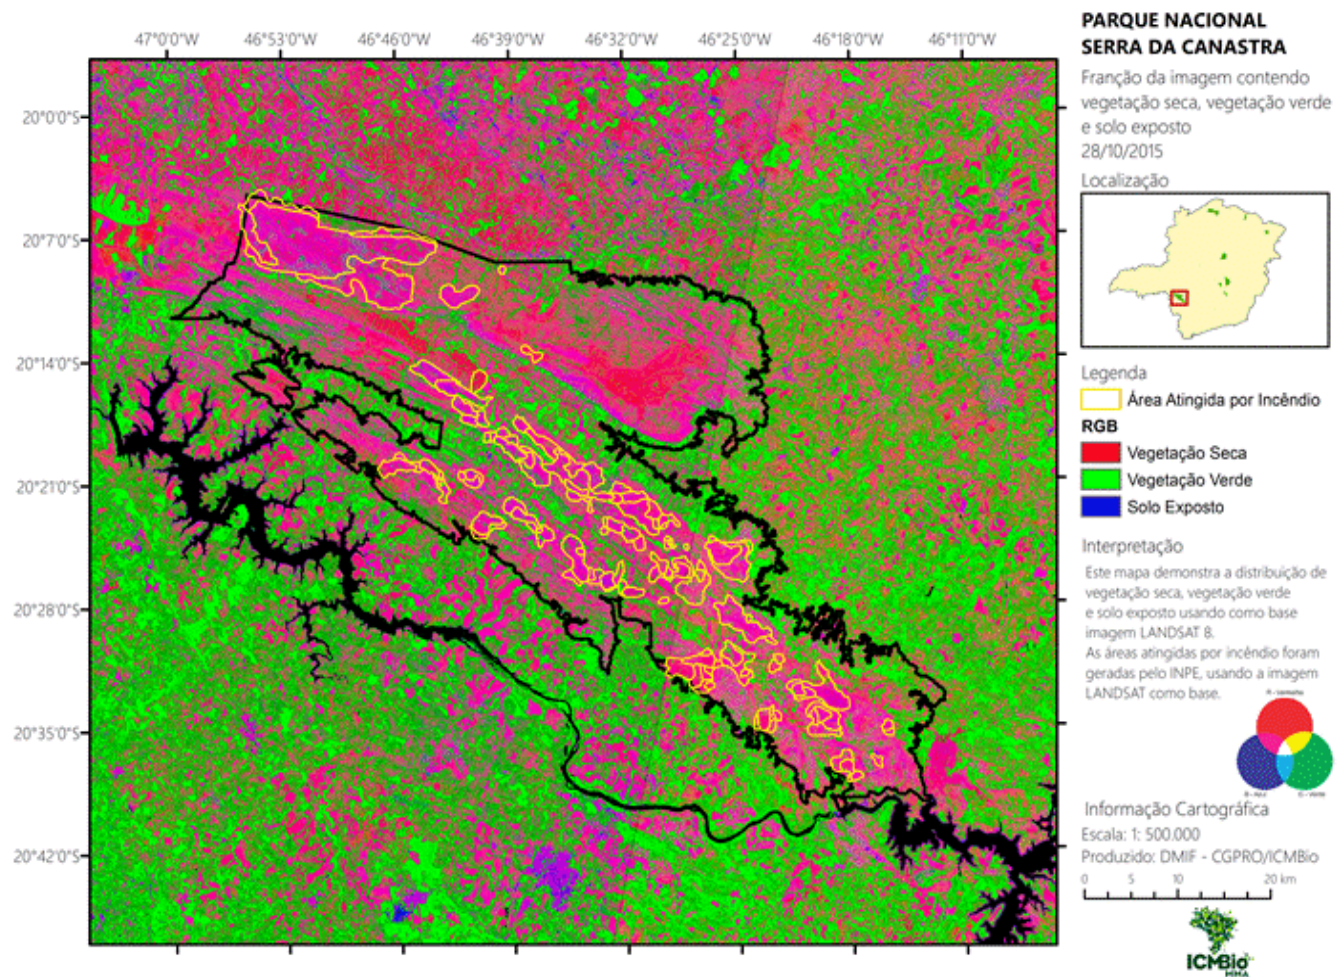 47°0'0"W 46°53'0"W 46°46'0"W 46°39'0"W 46°32'0"W 46°25'0"W 46°18'0"W 46°11'0"W
20°0'0"S
20°7'0"S
20°14'0"S
20°21'0"S
20°28'0"S
20°35'0"S
20°42'0"S
PARQUE NACIONAL
SERRA DA CANASTRA
Franção da imagem contendo
vegetação seca, vegetação verde
e solo exposto
28/10/2015
Localização
Legenda
Área Atingida por Incêndio
RGB
Vegetação Seca
Vegetação Verde
Solo Exposto
Interpretação
Este mapa demonstra a distribuição de
vegetação seca, vegetação verde
e solo exposto usando como base
imagem LANDSAT 8.
As áreas atingidas por incêndio foram
geradas pelo INPE, usando a imagem
LANDSAT como base.
R - Vermelho
B - Azul G - Verde
Informação Cartográfica
Escala: 1: 500.000
Produzido: DMIF - CGPRO/ICMBio
0 5 10 20 km
ICMBio
MMA